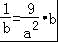 1/b = 9/a² * b